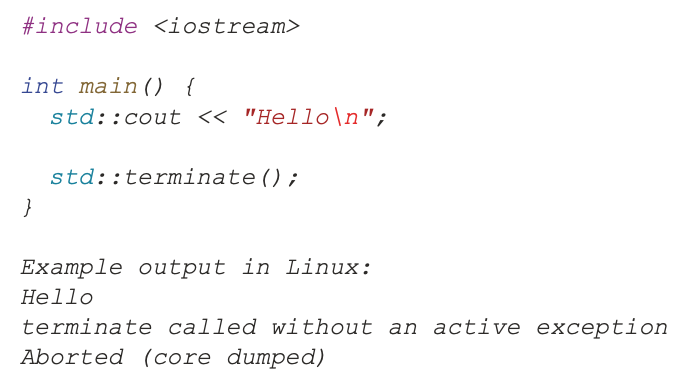 #include <iostream>
int main() {
std::cout << "Hello\n";
std::terminate();
}
Example output in Linux:
Hello
terminate called without an active exception
Aborted (core dumped)